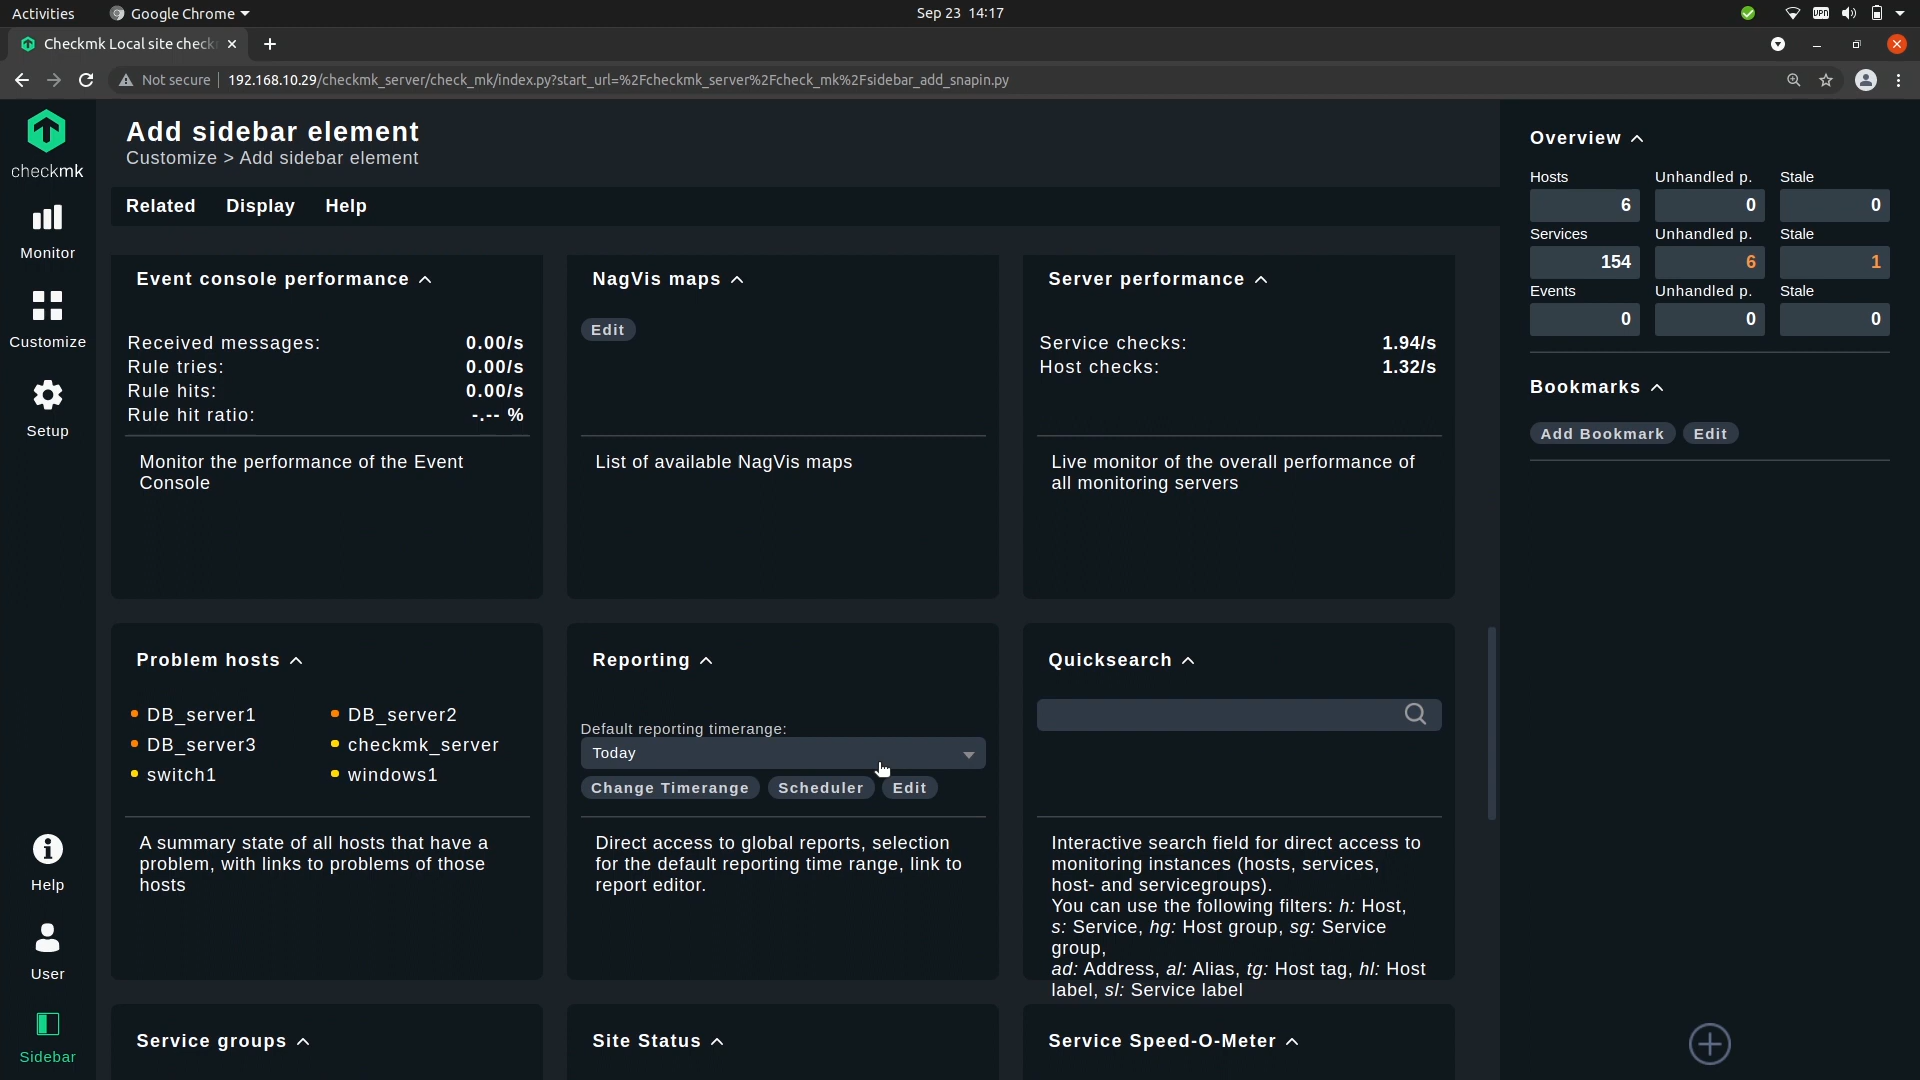 Activities
Google Chrome
Sep 23 14:17
VPN
Checkmk Local site check
Not secure
192.168.10.29/checkmk_server/check_mk/index.py?start_url=%2Fcheckmk_server%2Fcheck_mk%2Fsidebar_add_snapin.py
checkmk
Monitor
Customize
Setup
Help
User
Sidebar
Add sidebar element
Customize > Add sidebar element
Related Display Help
Event console performance
Received messages: 0.00/s
Rule tries: 0.00/s
Rule hits: 0.00/s
Rule hit ratio: -.-- %
Monitor the performance of the Event
Console
NagVis maps
Edit
List of available NagVis maps
Server performance
Service checks: 1.94/s
Host checks: 1.32/s
Live monitor of the overall performance of
all monitoring servers
Problem hosts
DB_server1 DB_server2
DB_server3 checkmk_server
switch1 windows1
A summary state of all hosts that have a
problem, with links to problems of those
hosts
Reporting
Default reporting timerange:
Today
Change Timerange Scheduler Edit
Direct access to global reports, selection
for the default reporting time range, link to
report editor.
Quicksearch
Interactive search field for direct access to
monitoring instances (hosts, services,
host- and servicegroups).
You can use the following filters: h: Host,
s: Service, hg: Host group, sg: Service
group,
ad: Address, al: Alias, tg: Host tag, hl: Host
label, sl: Service label
Service groups
Site Status
Service Speed-O-Meter
Overview
Hosts Unhandled p. Stale
6 0 0
Services Unhandled p. Stale
154 6 1
Events Unhandled p. Stale
0 0 0
Bookmarks
Add Bookmark Edit